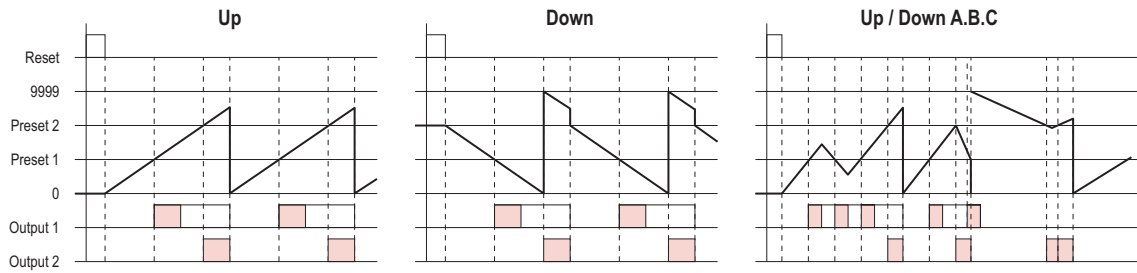 Up
Down
Up / Down A.B.C
Reset
9999
Preset 2
Preset 1
0
Output 1
Output 2